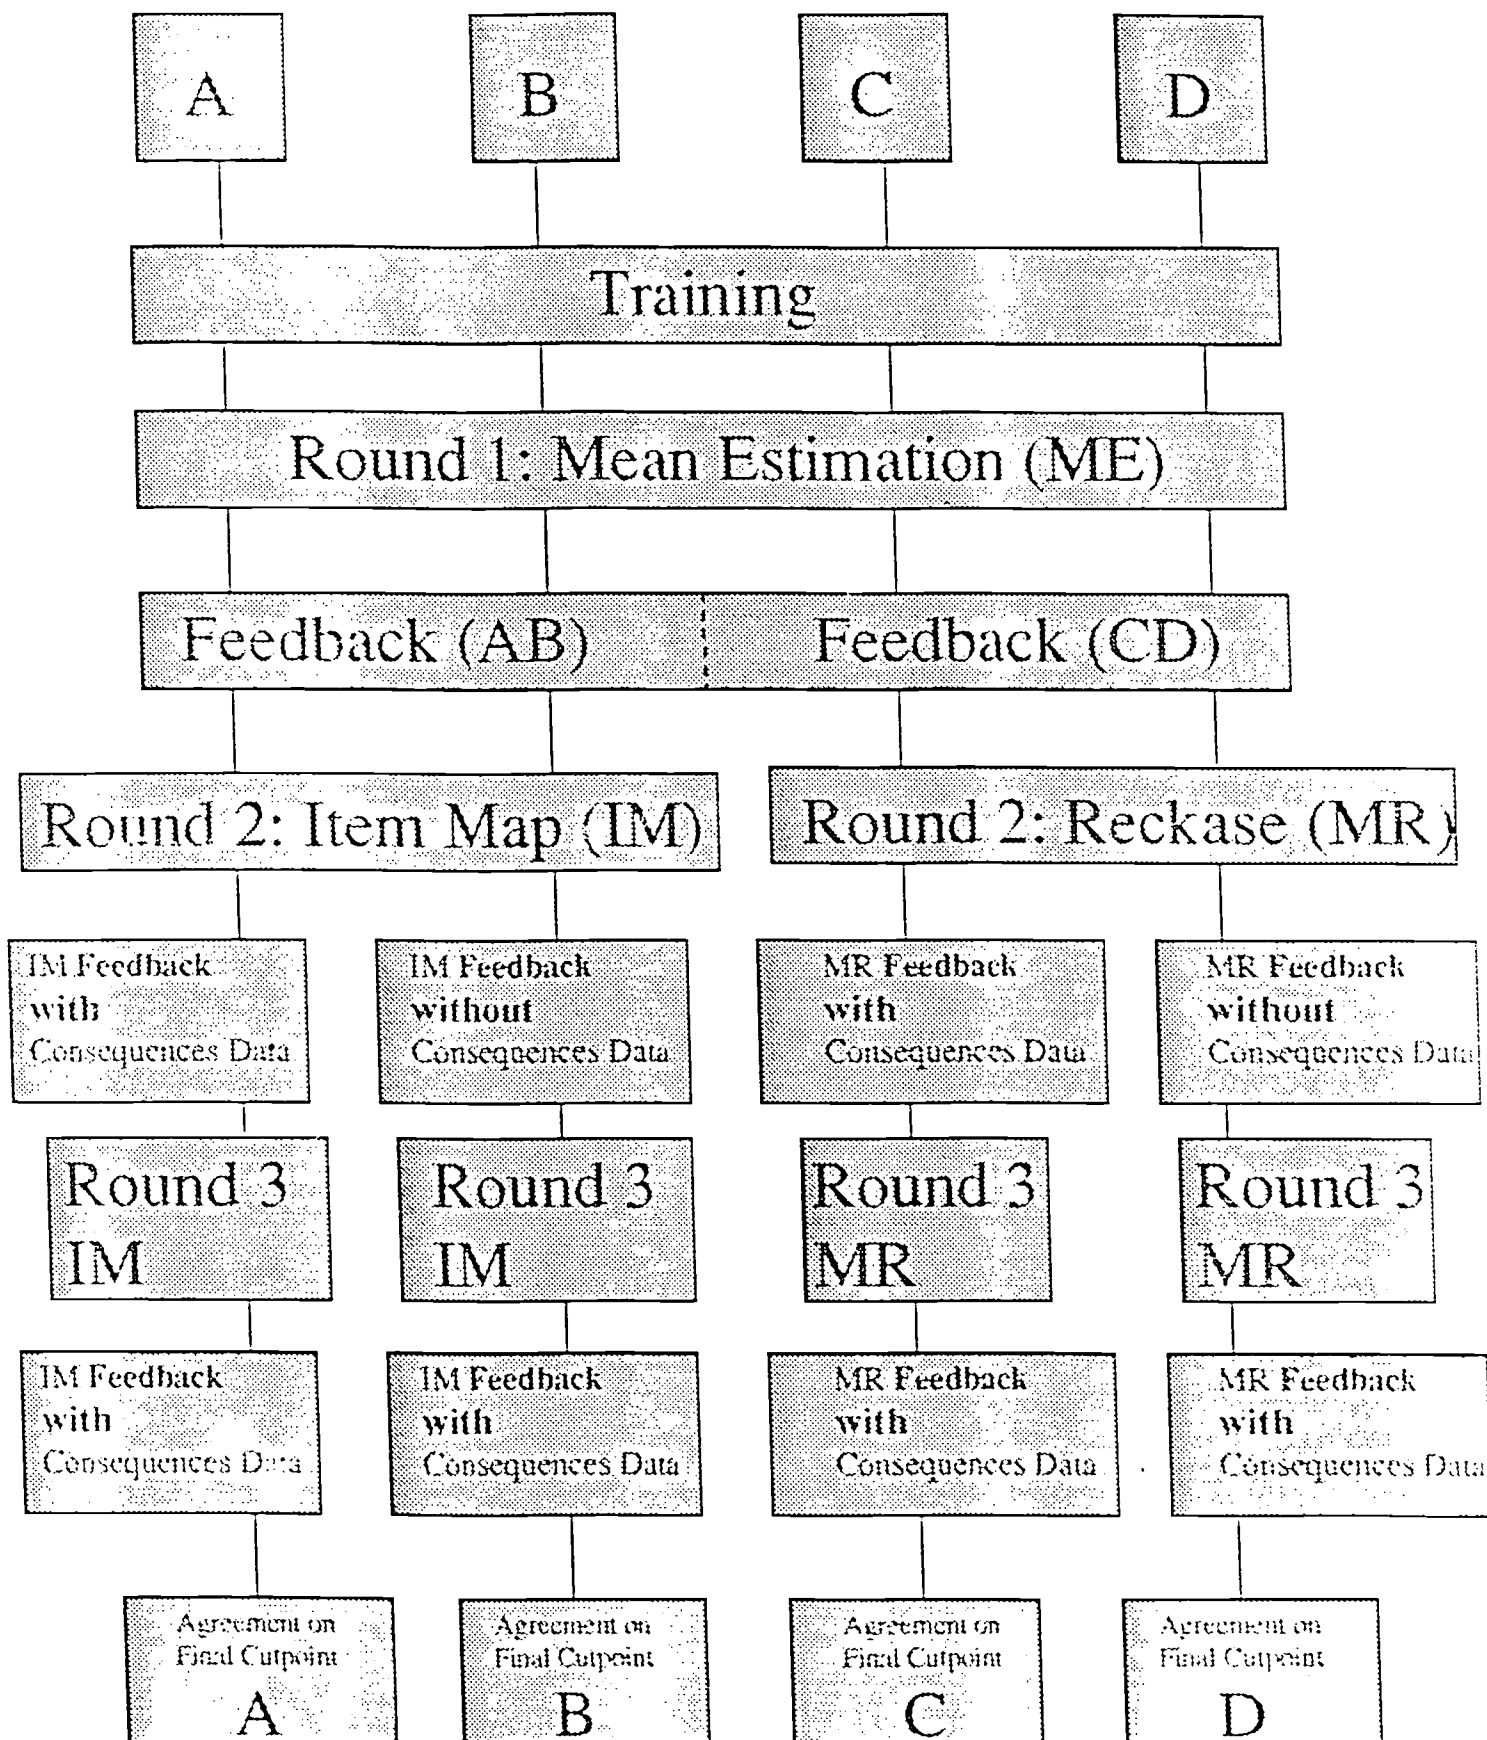 A
B
C
D
Training
Round 1: Mean Estimation (ME)
Feedback (AB)
Feedback (CD)
Round 2: Item Map (IM)
Round 2: Reckase (MR)
IM Feedback
with
Consequences Data
IM Feedback
without
Consequences Data
MR Feedback
with
Consequences Data
MR Feedback
without
Consequences Data
Round 3
IM
Round 3
IM
Round 3
MR
Round 3
MR
IM Feedback
with
Consequences Data
IM Feedback
with
Consequences Data
MR Feedback
with
Consequences Data
MR Feedback
with
Consequences Data
Agreement on
Final Cutpoint
A
Agreement on
Final Cutpoint
B
Agreement on
Final Cutpoint
C
Agreement on
Final Cutpoint
D